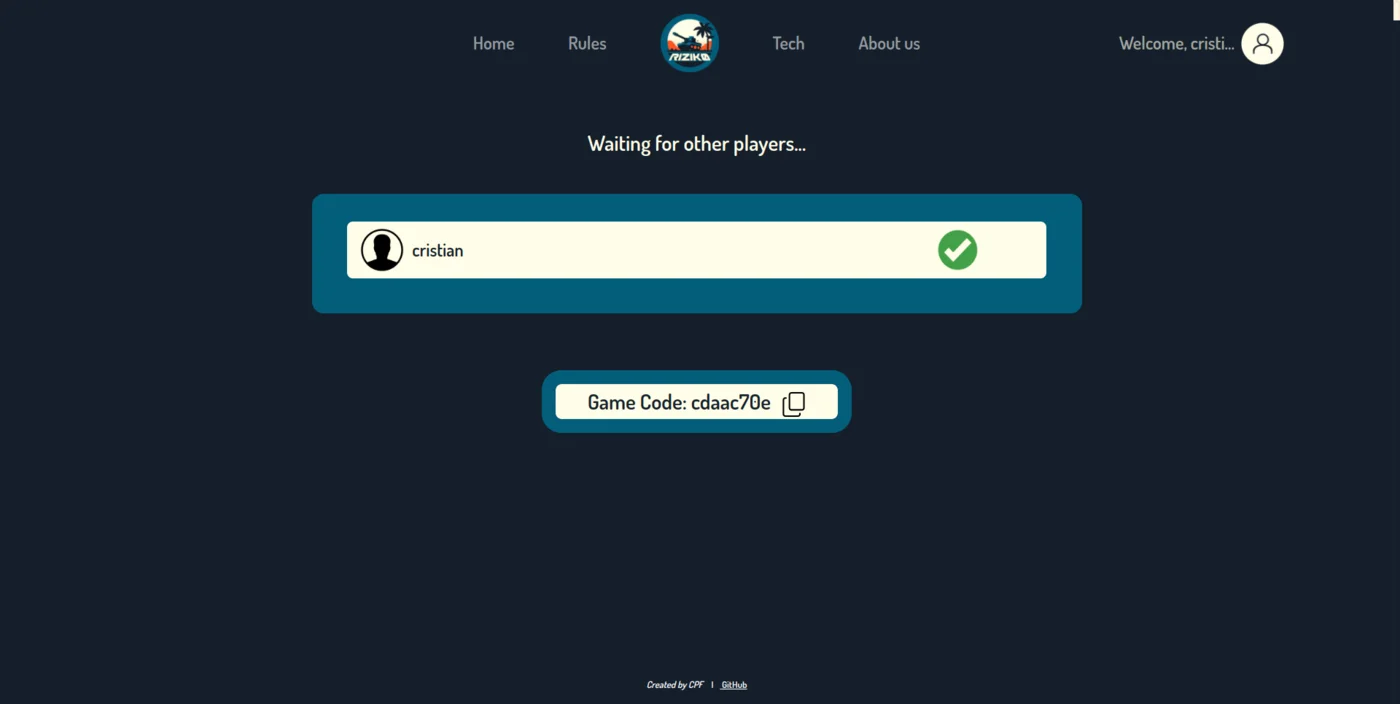 Home
Rules
RIZIKO
Tech
About us
Welcome, cristi...
Waiting for other players...
cristian
Game Code: cdaac70e
Created by CPF | GitHub